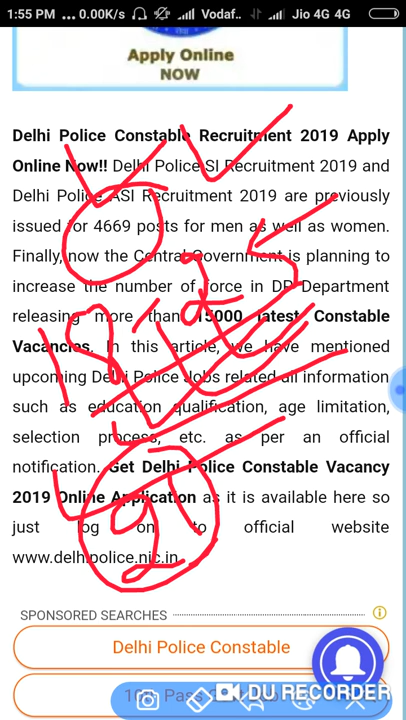 1:55 PM ... 0.00K/s Vodaf.. Jio 4G 4G
Apply Online
NOW
Delhi Police Constable Recruitment 2019 Apply
Online Now!! Delhi Police SI Recruitment 2019 and
Delhi Police ASI Recruitment 2019 are previously
issued for 4669 posts for men as well as women.
Finally, now the Central Government is planning to
increase the number of force in DP Department
releasing more than 15000 latest Constable
Vacancies. In this article, we have mentioned
upcoming Delhi Police Jobs related all information
such as education qualification, age limitation,
selection process, etc. as per an official
notification. Get Delhi Police Constable Vacancy
2019 Online Application as it is available here so
just log on to official website
www.delhipolice.nic.in.
SPONSORED SEARCHES
Delhi Police Constable
10th Pass
DU RECORDER